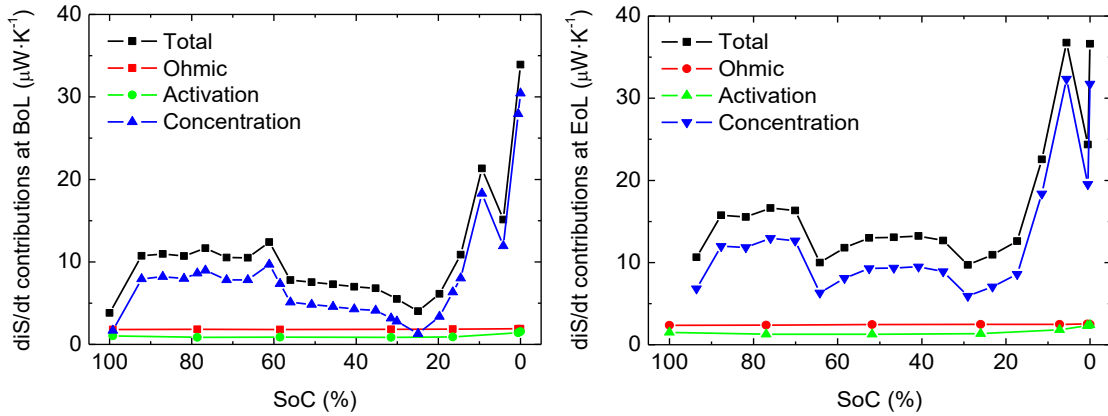 diS/dt contributions at BoL (μW·K⁻¹)
40
30
20
10
0
Total
Ohmic
Activation
Concentration
100 80 60 40 20 0
SoC (%)
diS/dt contributions at EoL (μW·K⁻¹)
40
30
20
10
0
Total
Ohmic
Activation
Concentration
100 80 60 40 20 0
SoC (%)